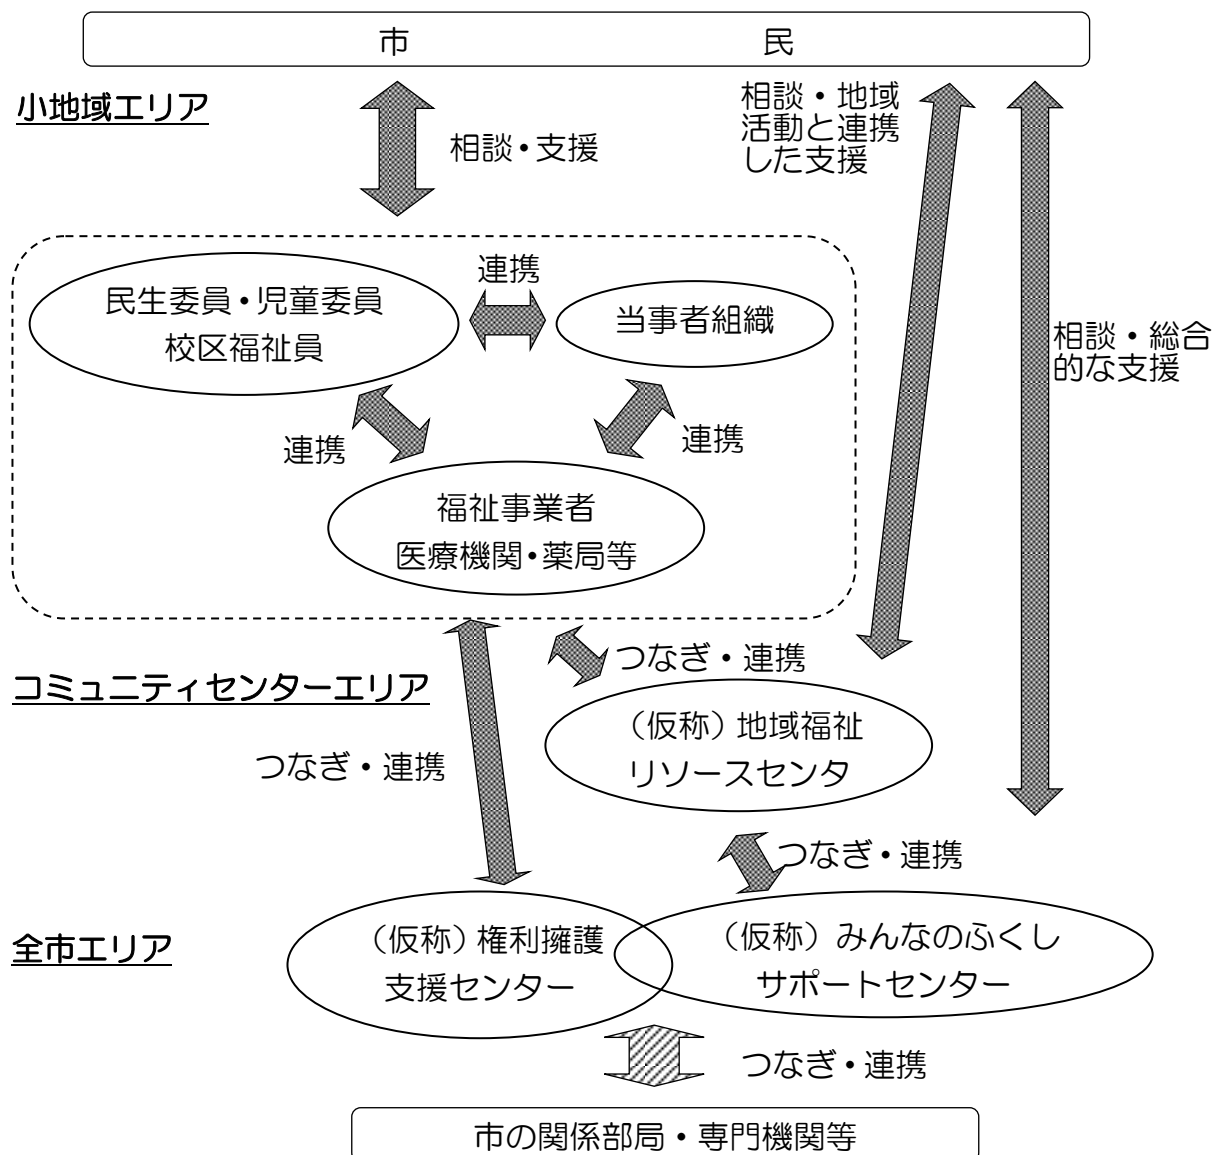 市　民
小地域エリア
相談・支援
相談・地域
活動と連携
した支援
連携
民生委員・児童委員
校区福祉員
当事者組織
相談・総合
的な支援
連携
連携
福祉事業者
医療機関・薬局等
つなぎ・連携
コミュニティセンターエリア
（仮称）地域福祉
リソースセンタ
つなぎ・連携
つなぎ・連携
全市エリア
（仮称）権利擁護
支援センター
（仮称）みんなのふくし
サポートセンター
つなぎ・連携
市の関係部局・専門機関等